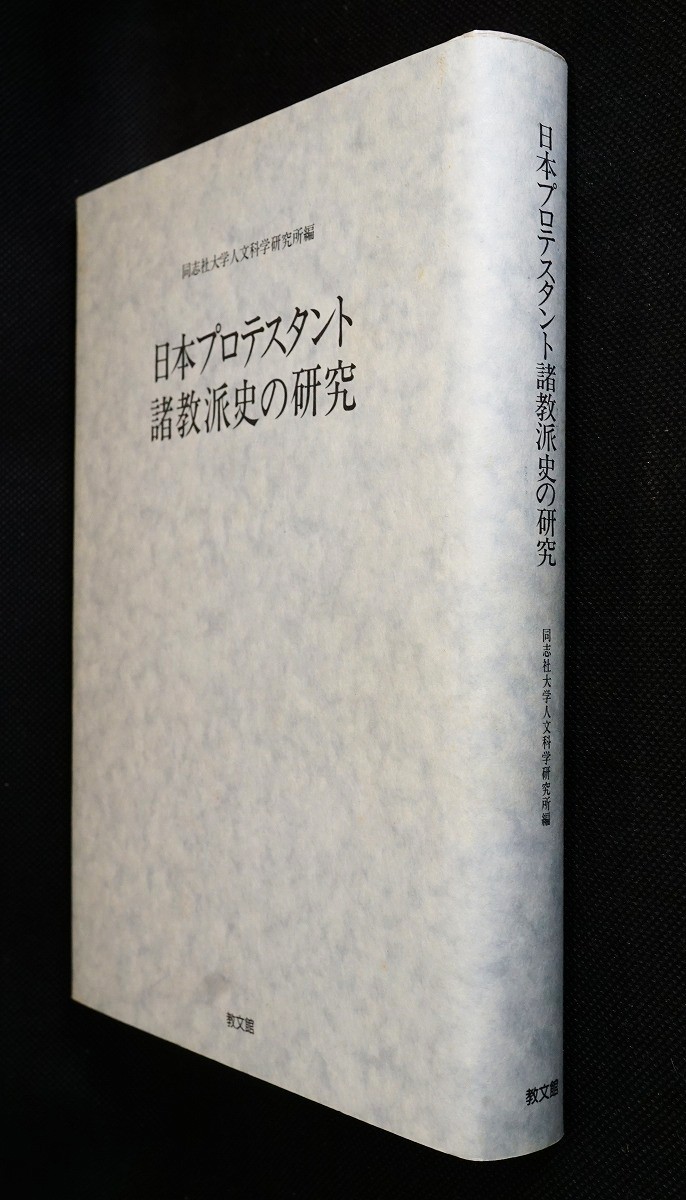 同志社大学人文科学研究所編
日本プロテスタント
諸教派史の研究
教文館
日本プロテスタント諸教派史の研究
同志社大学人文科学研究所編
教文館